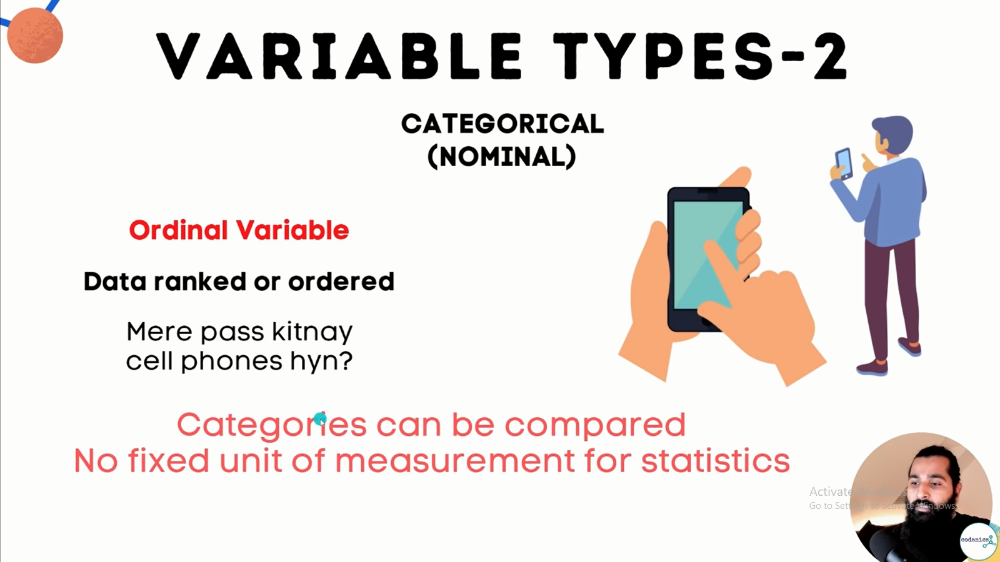 VARIABLE TYPES-2
CATEGORICAL
(NOMINAL)
Ordinal Variable
Data ranked or ordered
Mere pass kitnay
cell phones hyn?
Categories can be compared
No fixed unit of measurement for statistics
Activate Windows
Go to Settings to activate Windows.
codanics